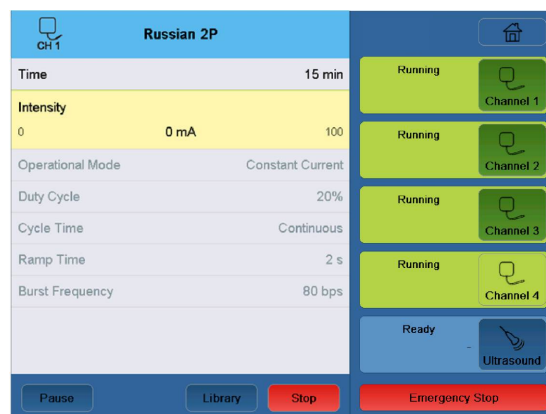 CH 1
Russian 2P
Time 15 min
Intensity
0 0 mA 100
Operational Mode Constant Current
Duty Cycle 20%
Cycle Time Continuous
Ramp Time 2 s
Burst Frequency 80 bps
Pause Library Stop
Running
Channel 1
Running
Channel 2
Running
Channel 3
Running
Channel 4
Ready
-
Ultrasound
Emergency Stop